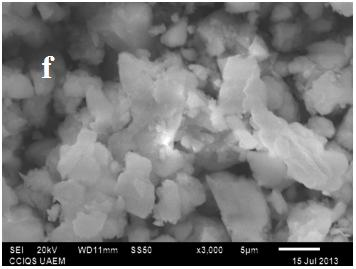 f
SEI 20kV WD11mm SS50 x3,000 5μm
CCIQS UAEM 15 Jul 2013